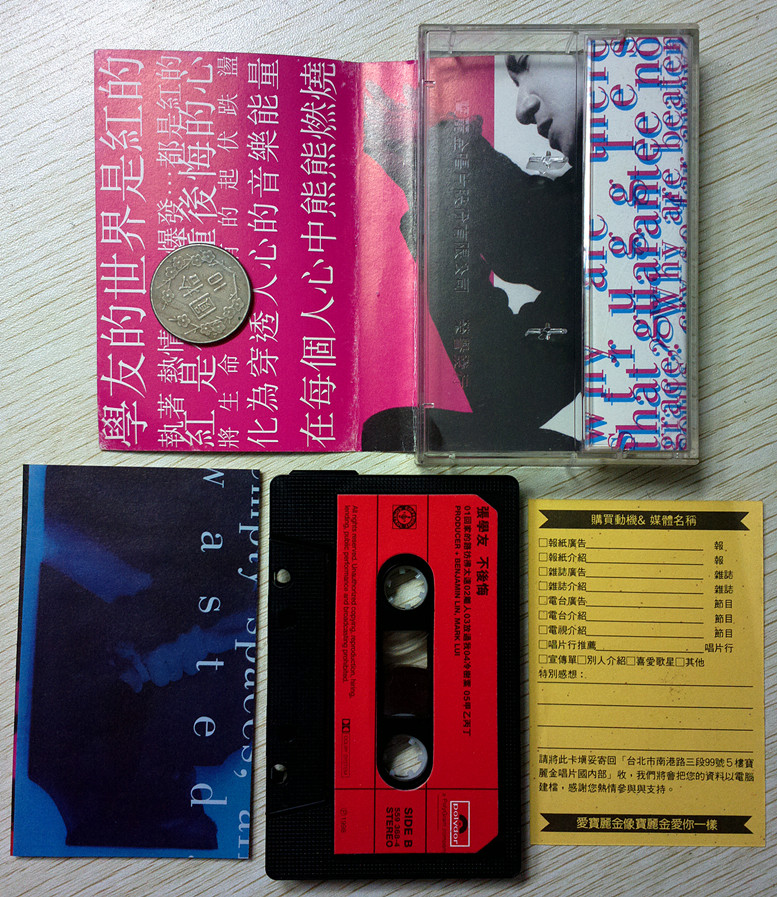 學友的世界是紅的
執著 熱情 爆發…都是紅的
紅是 重後悔的心
將生命 的起伏跌盪
化為穿透人心的音樂能量
在每個人心中熊熊燃燒
10
why are
that guarantee no
grace? Why are beaten
empty spaces,
wasted
張學友 不後悔
PRODUCER - BENJAMIN LIN, MARK LUI
All rights reserved. Unauthorized copying, reproduction, hiring,
lending, public performance and broadcasting prohibited.
polydor
SIDE B
STEREO
購買動機& 媒體名稱
□報紙廣告 報
□報紙介紹 報
□雜誌廣告 雜誌
□雜誌介紹 雜誌
□電台廣告 節目
□電台介紹 節目
□電視介紹 節目
□唱片行推薦 唱片行
□宣傳單□別人介紹□喜愛歌星□其他
特別感想：
請將此卡填妥寄回「台北市南港路三段99號5樓寶
麗金唱片國內部」收，我們將會把您的資料以電腦
建檔，感謝您熱情參與與支持。
愛寶麗金像寶麗金愛你一樣